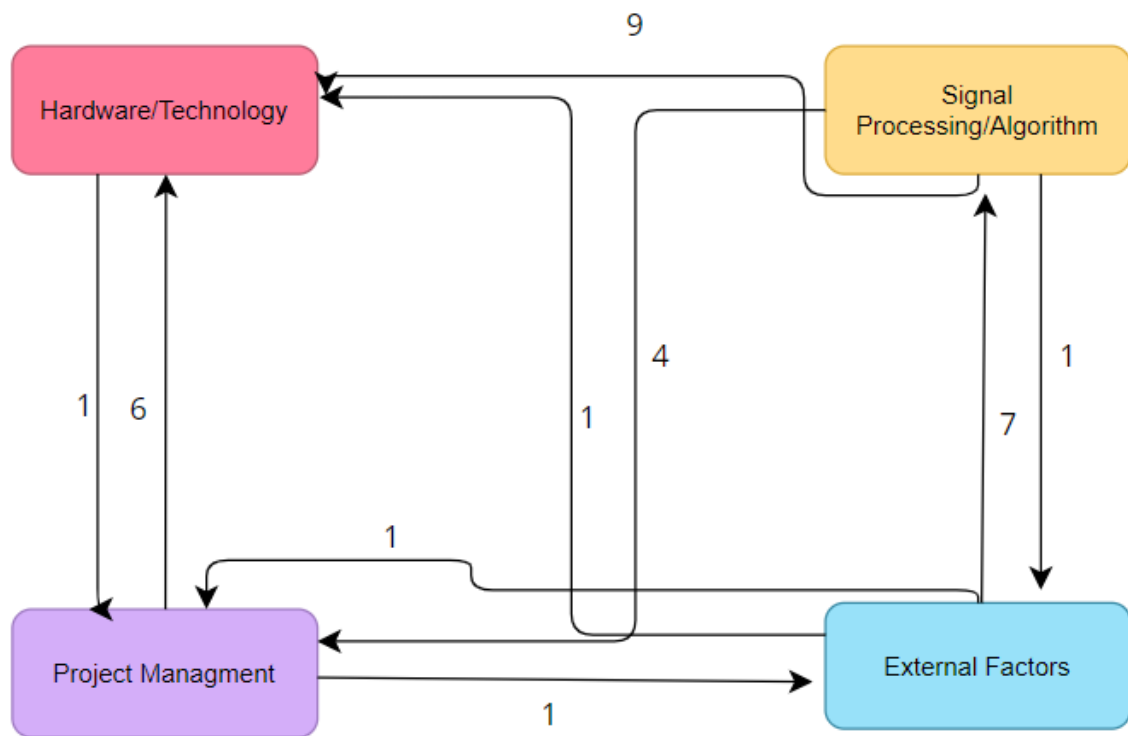 9
Hardware/Technology
Signal
Processing/Algorithm
4
1
1
6
1
7
1
Project Managment
External Factors
1